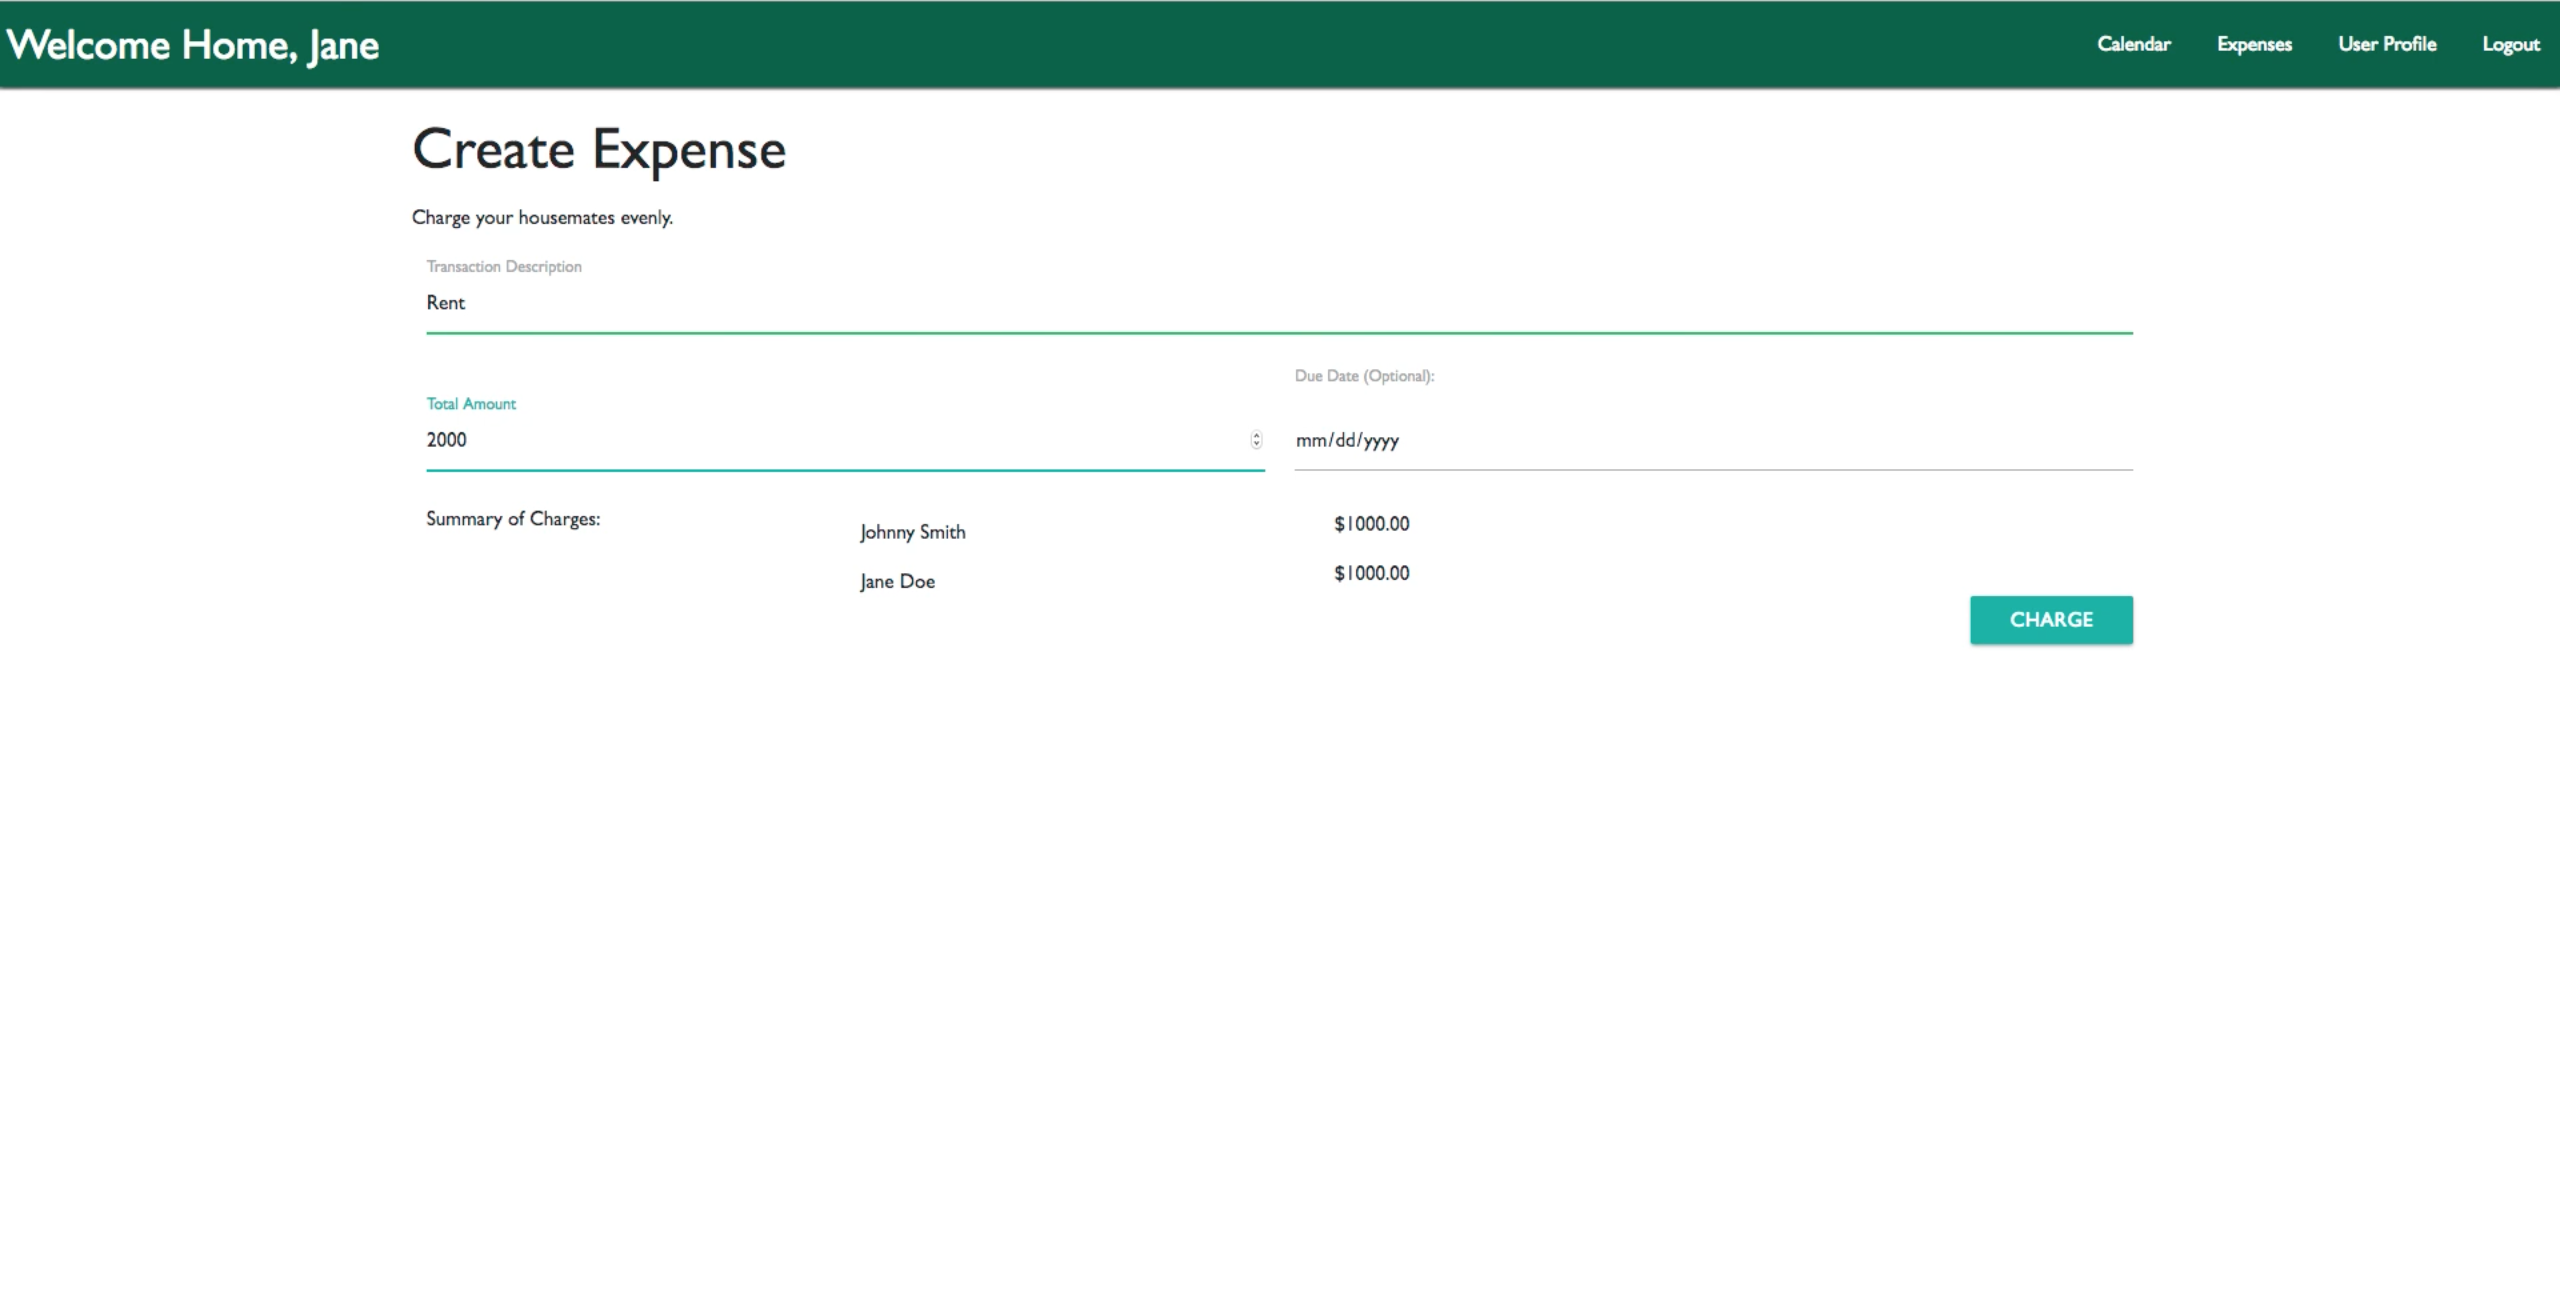 Welcome Home, Jane
Calendar Expenses User Profile Logout
Create Expense
Charge your housemates evenly.
Transaction Description
Rent
Total Amount
2000
Due Date (Optional):
mm/dd/yyyy
Summary of Charges:
Johnny Smith $1000.00
Jane Doe $1000.00
CHARGE